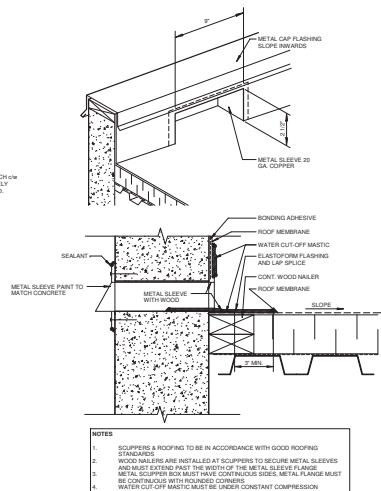 9"
METAL CAP FLASHING
SLOPE INWARDS
2 1/2"
METAL SLEEVE 20
GA. COPPER
CH c/w
ELY
D.
BONDING ADHESIVE
ROOF MEMBRANE
WATER CUT-OFF MASTIC
SEALANT
ELASTOFORM FLASHING
AND LAP SPLICE
CONT. WOOD NAILER
METAL SLEEVE PAINT TO
MATCH CONCRETE
METAL SLEEVE
WITH WOOD
ROOF MEMBRANE
SLOPE
3" MIN.
NOTES
1. SCUPPERS & ROOFING TO BE IN ACCORDANCE WITH GOOD ROOFING
STANDARDS
2. WOOD NAILERS ARE INSTALLED AT SCUPPERS TO SECURE METAL SLEEVES
AND MUST EXTEND PAST THE WIDTH OF THE METAL SLEEVE FLANGE
3. METAL SCUPPER BOX MUST HAVE CONTINUOUS SIDES, METAL FLANGE MUST
BE CONTINUOUS WITH ROUNDED CORNERS
4. WATER CUT-OFF MASTIC MUST BE UNDER CONSTANT COMPRESSION